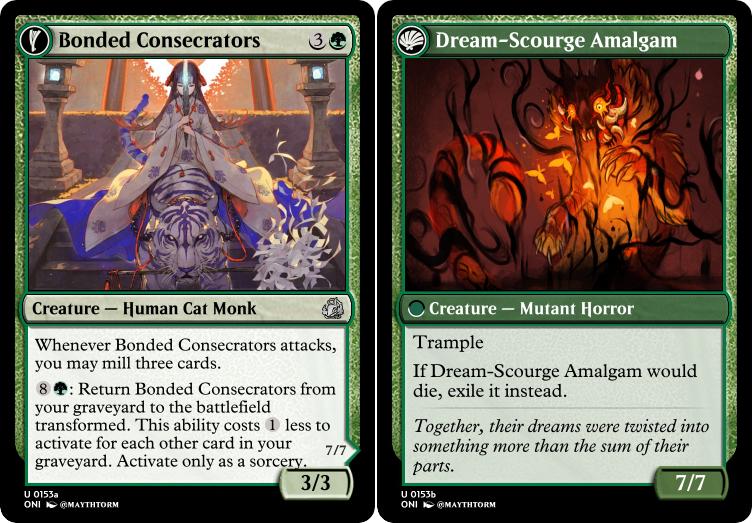 Bonded Consecrators 3
Creature — Human Cat Monk
Whenever Bonded Consecrators attacks,
you may mill three cards.
8 : Return Bonded Consecrators from
your graveyard to the battlefield
transformed. This ability costs 1 less to
activate for each other card in your
graveyard. Activate only as a sorcery.
7/7
3/3
U 0153a
ONI @MAYTHTORM
Dream-Scourge Amalgam
Creature — Mutant Horror
Trample
If Dream-Scourge Amalgam would
die, exile it instead.
Together, their dreams were twisted into
something more than the sum of their
parts.
7/7
U 0153b
ONI @MAYTHTORM